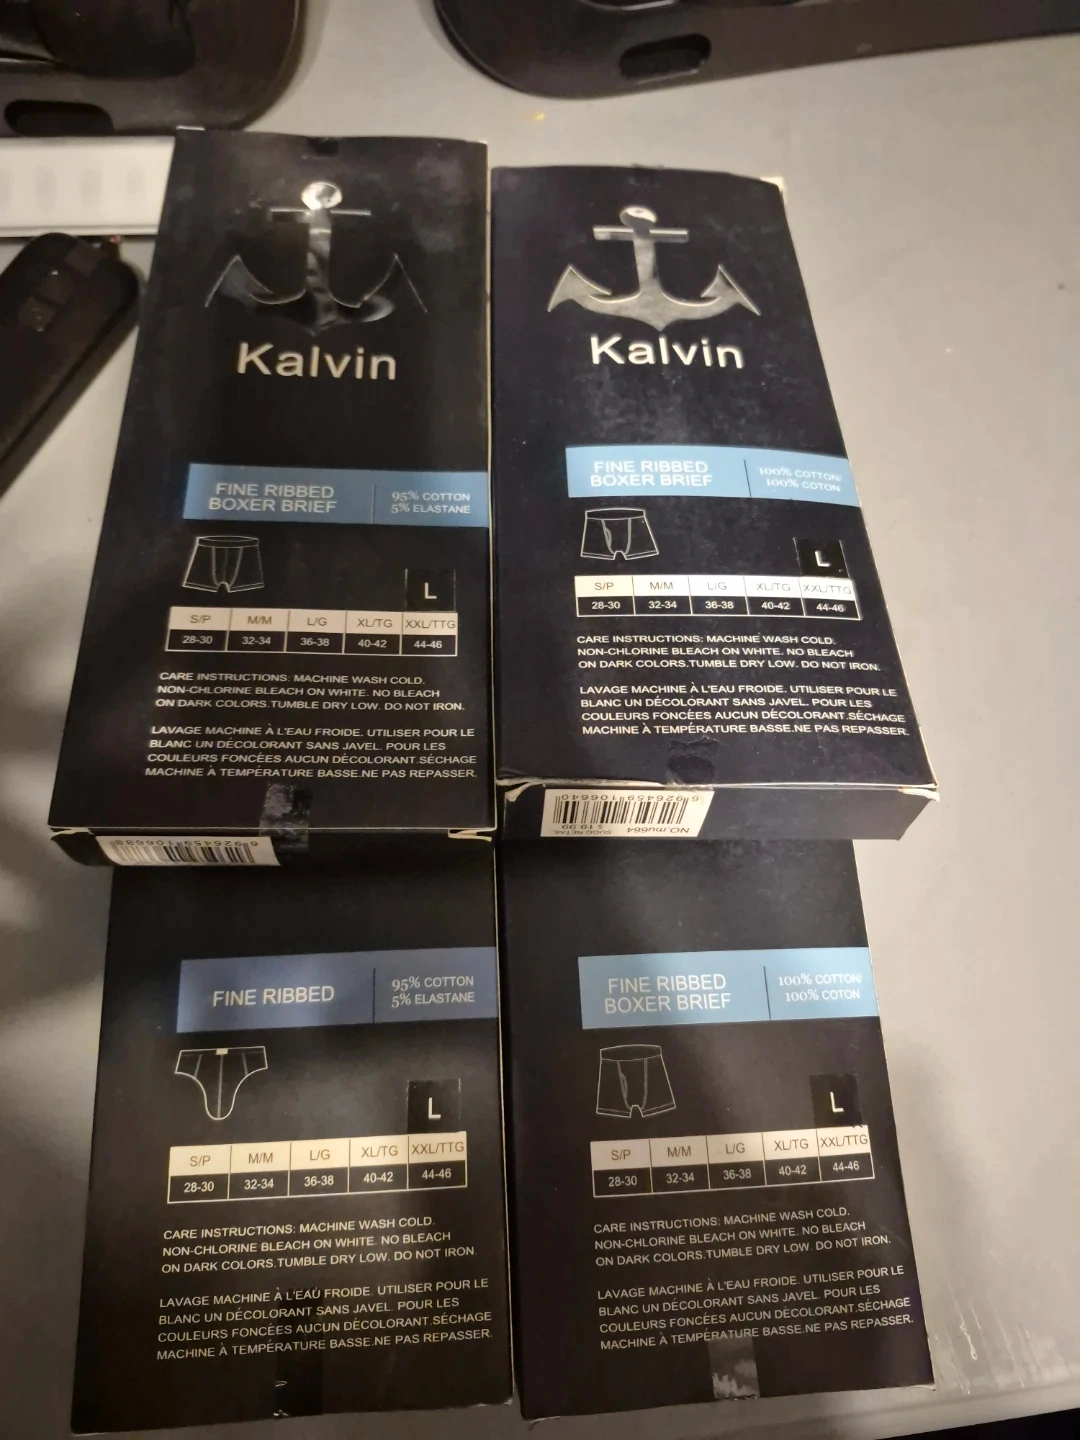 Kalvin
FINE RIBBED
BOXER BRIEF
95% COTTON
5% ELASTANE
L
S/P M/M L/G XL/TG XXL/TTG
28-30 32-34 36-38 40-42 44-46
CARE INSTRUCTIONS: MACHINE WASH COLD.
NON-CHLORINE BLEACH ON WHITE. NO BLEACH
ON DARK COLORS.TUMBLE DRY LOW. DO NOT IRON.
LAVAGE MACHINE À L'EAU FROIDE. UTILISER POUR LE
BLANC UN DÉCOLORANT SANS JAVEL. POUR LES
COULEURS FONCÉES AUCUN DÉCOLORANT.SÉCHAGE
MACHINE À TEMPÉRATURE BASSE.NE PAS REPASSER.
Kalvin
FINE RIBBED
BOXER BRIEF
100% COTTON/
100% COTON
L
S/P M/M L/G XL/TG XXL/TTG
28-30 32-34 36-38 40-42 44-46
CARE INSTRUCTIONS: MACHINE WASH COLD.
NON-CHLORINE BLEACH ON WHITE. NO BLEACH
ON DARK COLORS.TUMBLE DRY LOW. DO NOT IRON.
LAVAGE MACHINE À L'EAU FROIDE. UTILISER POUR LE
BLANC UN DÉCOLORANT SANS JAVEL. POUR LES
COULEURS FONCÉES AUCUN DÉCOLORANT.SÉCHAGE
MACHINE À TEMPÉRATURE BASSE.NE PAS REPASSER.
NO.mu664
SUGG RETAIL
$19.99
6 926459 106640
FINE RIBBED
95% COTTON
5% ELASTANE
L
S/P M/M L/G XL/TG XXL/TTG
28-30 32-34 36-38 40-42 44-46
CARE INSTRUCTIONS: MACHINE WASH COLD.
NON-CHLORINE BLEACH ON WHITE. NO BLEACH
ON DARK COLORS.TUMBLE DRY LOW. DO NOT IRON
LAVAGE MACHINE À L'EAU FROIDE. UTILISER POUR LE
BLANC UN DÉCOLORANT SANS JAVEL. POUR LES
COULEURS FONCÉES AUCUN DÉCOLORANT.SÉCHAGE
MACHINE À TEMPÉRATURE BASSE.NE PAS REPASSER.
FINE RIBBED
BOXER BRIEF
100% COTTON/
100% COTON
L
S/P M/M L/G XL/TG XXL/TTG
28-30 32-34 36-38 40-42 44-46
CARE INSTRUCTIONS: MACHINE WASH COLD.
NON-CHLORINE BLEACH ON WHITE. NO BLEACH
ON DARK COLORS.TUMBLE DRY LOW. DO NOT IRON.
LAVAGE MACHINE À L'EAU FROIDE. UTILISER POUR LE
BLANC UN DÉCOLORANT SANS JAVEL. POUR LES
COULEURS FONCÉES AUCUN DÉCOLORANT.SÉCHAGE
MACHINE À TEMPÉRATURE BASSE.NE PAS REPASSER.